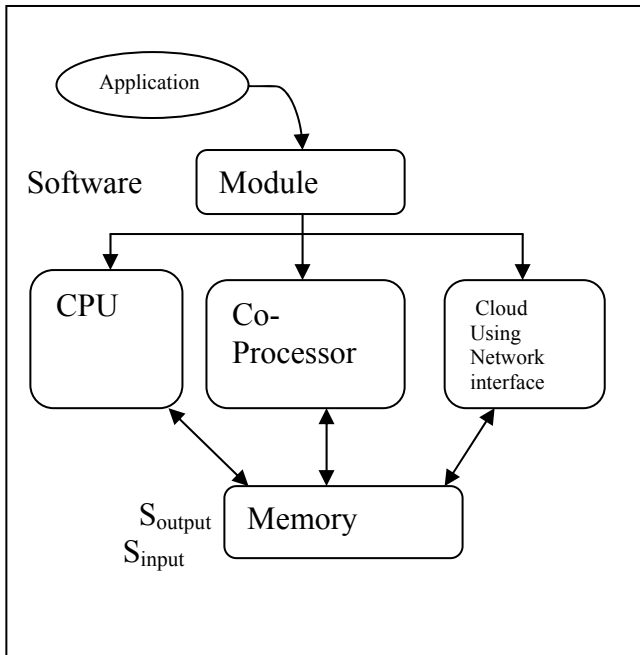 Application
Software
Module
CPU
Co-
Processor
Cloud
Using
Network
interface
Soutput
Sinput
Memory